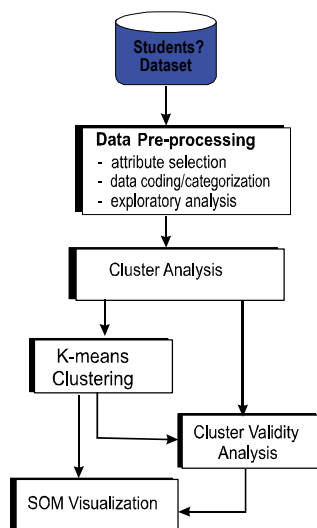 Students?
Dataset
Data Pre-processing
- attribute selection
- data coding/categorization
- exploratory analysis
Cluster Analysis
K-means
Clustering
Cluster Validity
Analysis
SOM Visualization